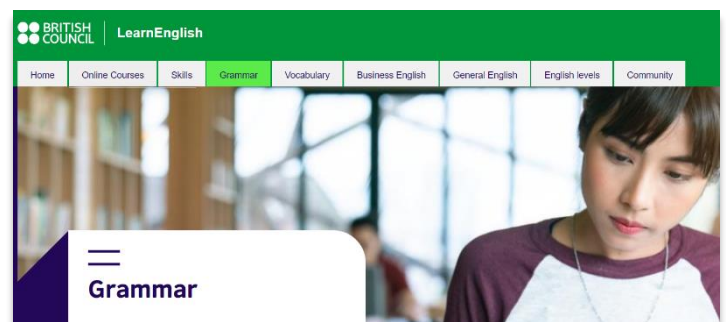 BRITISH COUNCIL
LearnEnglish
Home Online Courses Skills Grammar Vocabulary Business English General English English levels Community
Grammar